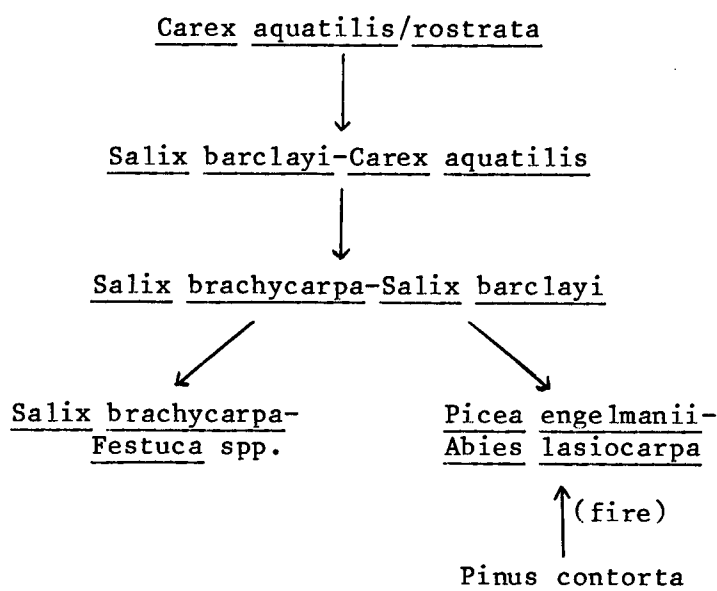 Carex aquatilis/rostrata
Salix barclayi-Carex aquatilis
Salix brachycarpa-Salix barclayi
Salix brachycarpa-
Festuca spp.
Picea engelmanii-
Abies lasiocarpa
(fire)
Pinus contorta